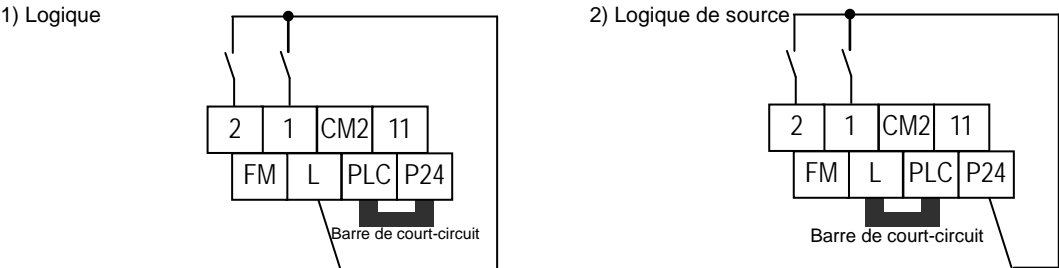 1) Logique
2) Logique de source
2 1 CM2 11
FM L PLC P24
Barre de court-circuit
2 1 CM2 11
FM L PLC P24
Barre de court-circuit